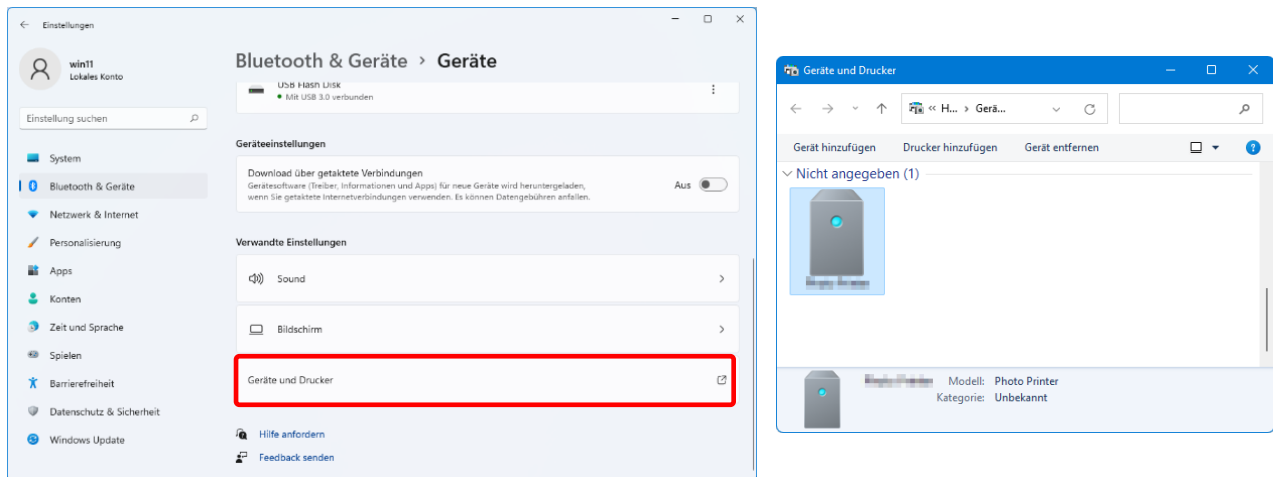 Einstellungen
win11
Lokales Konto
Einstellung suchen
System
Bluetooth & Geräte
Netzwerk & Internet
Personalisierung
Apps
Konten
Zeit und Sprache
Spielen
Barrierefreiheit
Datenschutz & Sicherheit
Windows Update
Bluetooth & Geräte > Geräte
USB Flash Disk
Mit USB 3.0 verbunden
Geräteeinstellungen
Download über getaktete Verbindungen
Gerätesoftware (Treiber, Informationen und Apps) für neue Geräte wird heruntergeladen,
wenn Sie getaktete Internetverbindungen verwenden. Es können Datengebühren anfallen.
Aus
Verwandte Einstellungen
Sound
Bildschirm
Geräte und Drucker
Hilfe anfordern
Feedback senden
Geräte und Drucker
« H... > Gerä...
Gerät hinzufügen Drucker hinzufügen Gerät entfernen
Nicht angegeben (1)
Modell: Photo Printer
Kategorie: Unbekannt